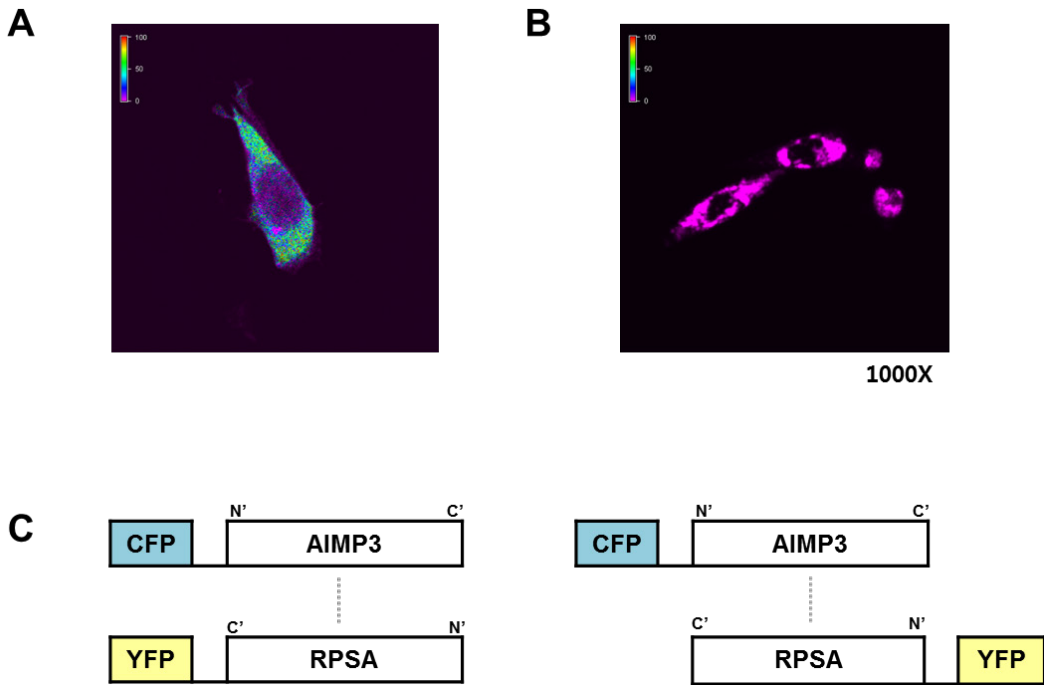 A
B
100
50
0
100
50
0
1000X
C
N’ C’
CFP AIMP3
C’ N’
YFP RPSA
N’ C’
CFP AIMP3
C’ N’
RPSA YFP